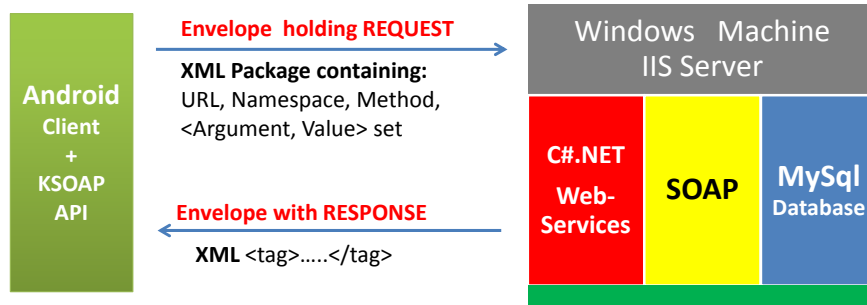 Android
Client
+
KSOAP
API
Envelope holding REQUEST
XML Package containing:
URL, Namespace, Method,
<Argument, Value> set
Envelope with RESPONSE
XML <tag>.....</tag>
Windows Machine
IIS Server
C#.NET
Web-
Services
SOAP
MySql
Database